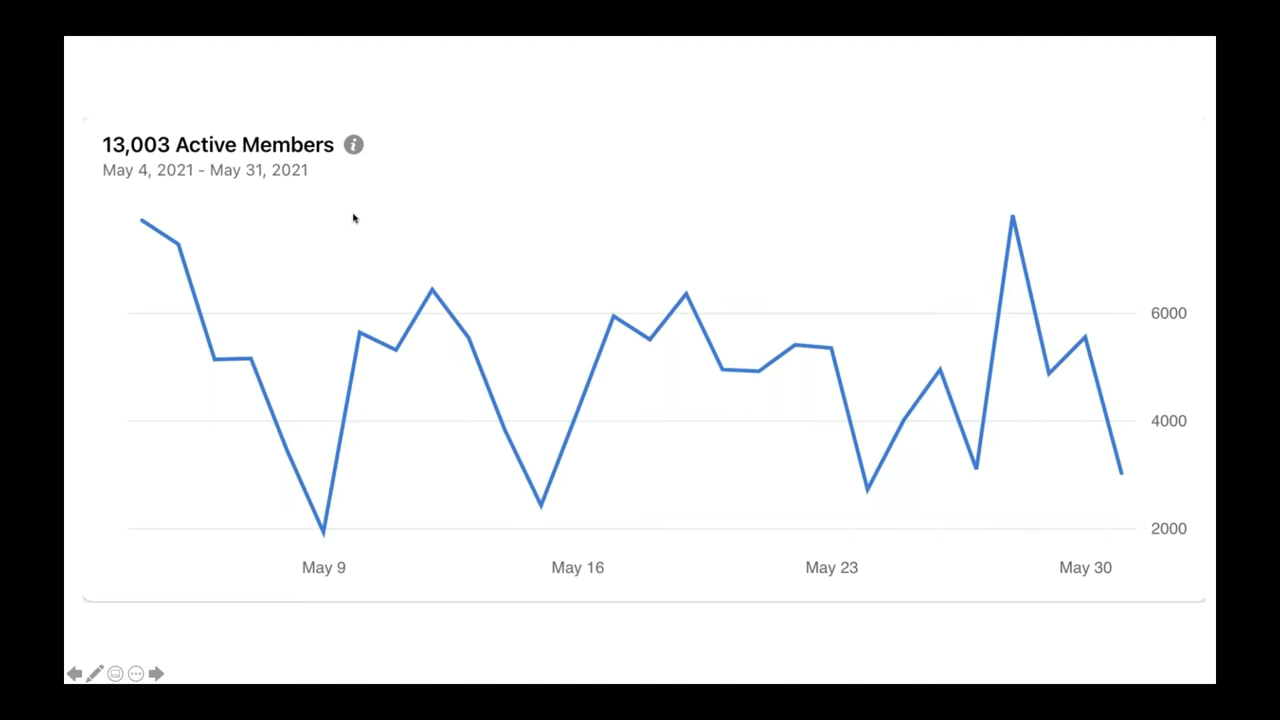 13,003 Active Members
May 4, 2021 - May 31, 2021
6000
4000
2000
May 9 May 16 May 23 May 30